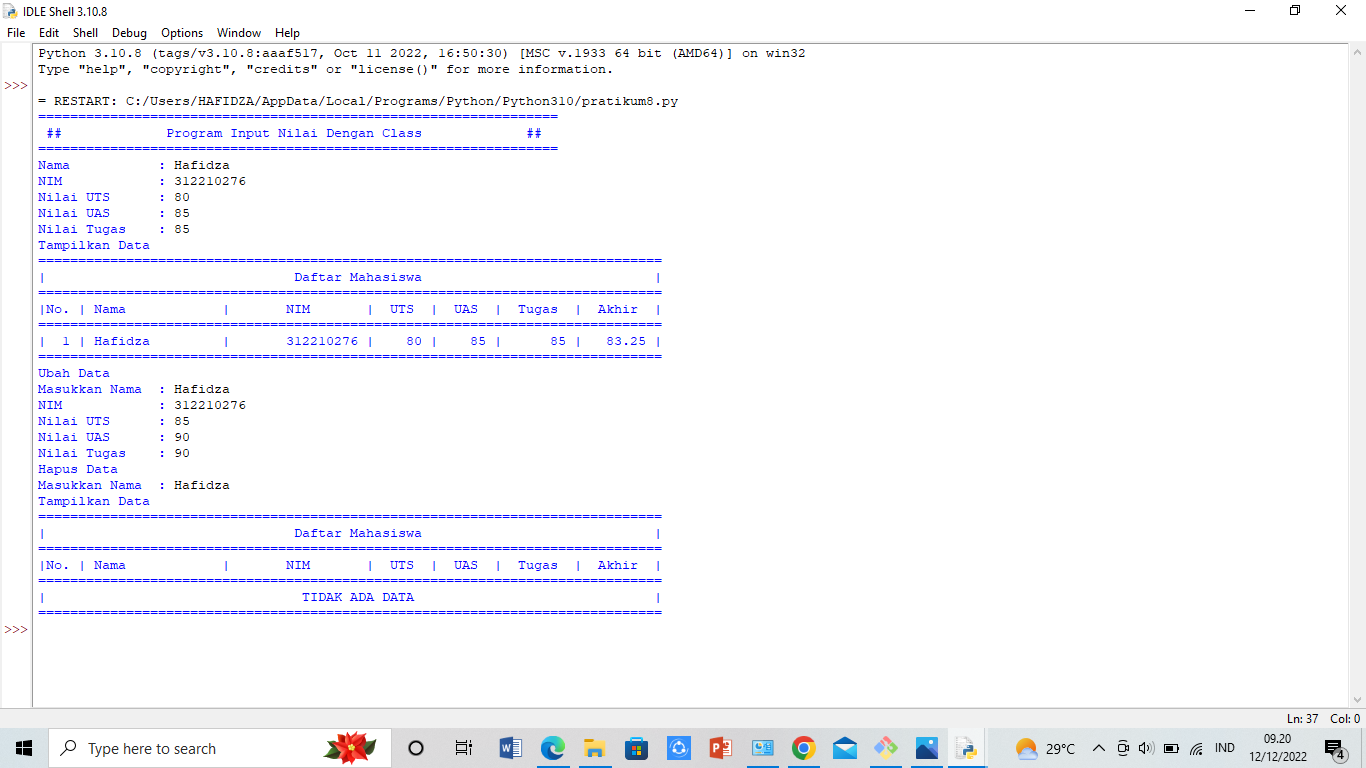 IDLE Shell 3.10.8
File Edit Shell Debug Options Window Help
Python 3.10.8 (tags/v3.10.8:aaaf517, Oct 11 2022, 16:50:30) [MSC v.1933 64 bit (AMD64)] on win32
Type "help", "copyright", "credits" or "license()" for more information.
>>>
= RESTART: C:/Users/HAFIDZA/AppData/Local/Programs/Python/Python310/pratikum8.py
=================================================================
 ##             Program Input Nilai Dengan Class             ##
=================================================================
Nama           : Hafidza
NIM            : 312210276
Nilai UTS      : 80
Nilai UAS      : 85
Nilai Tugas    : 85
Tampilkan Data
==============================================================================
|                               Daftar Mahasiswa                             |
==============================================================================
|No. | Nama            |       NIM       |  UTS  |  UAS  |  Tugas  |  Akhir  |
==============================================================================
|  1 | Hafidza         |       312210276 |    80 |    85 |      85 |   83.25 |
==============================================================================
Ubah Data
Masukkan Nama  : Hafidza
NIM            : 312210276
Nilai UTS      : 85
Nilai UAS      : 90
Nilai Tugas    : 90
Hapus Data
Masukkan Nama  : Hafidza
Tampilkan Data
==============================================================================
|                               Daftar Mahasiswa                             |
==============================================================================
|No. | Nama            |       NIM       |  UTS  |  UAS  |  Tugas  |  Akhir  |
==============================================================================
|                                TIDAK ADA DATA                              |
==============================================================================
>>>
Ln: 37 Col: 0
Type here to search
29°C
IND
09.20
12/12/2022
4